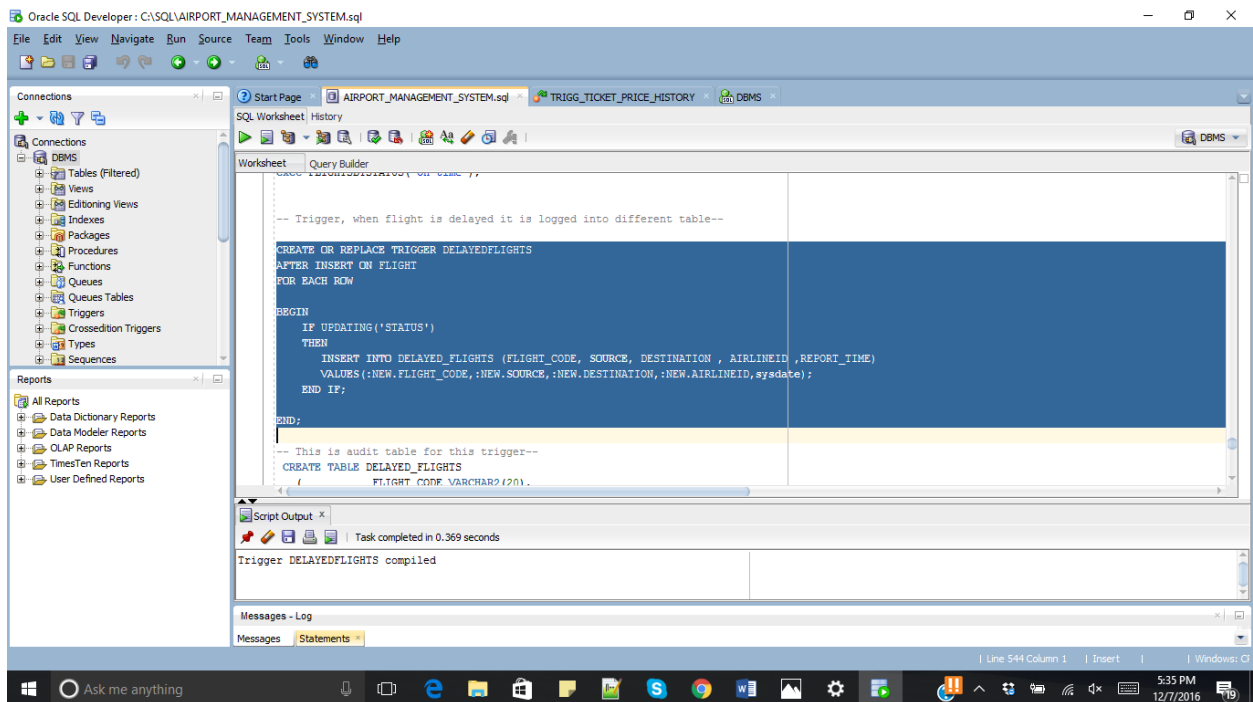 Oracle SQL Developer : C:\SQL\AIRPORT_MANAGEMENT_SYSTEM.sql
File Edit View Navigate Run Source Team Tools Window Help
Connections
Start Page
AIRPORT_MANAGEMENT_SYSTEM.sql
TRIGG_TICKET_PRICE_HISTORY
DBMS
SQL Worksheet History
Connections
DBMS
Tables (Filtered)
Views
Editioning Views
Indexes
Packages
Procedures
Functions
Queues
Queues Tables
Triggers
Crossedition Triggers
Types
Sequences
DBMS
Worksheet Query Builder
-- Trigger, when flight is delayed it is logged into different table--
CREATE OR REPLACE TRIGGER DELAYEDFLIGHTS
AFTER INSERT ON FLIGHT
FOR EACH ROW
BEGIN
IF UPDATING('STATUS')
THEN
INSERT INTO DELAYED_FLIGHTS (FLIGHT_CODE, SOURCE, DESTINATION , AIRLINEID ,REPORT_TIME)
VALUES(:NEW.FLIGHT_CODE,:NEW.SOURCE,:NEW.DESTINATION,:NEW.AIRLINEID,sysdate);
END IF;
END;
-- This is audit table for this trigger--
CREATE TABLE DELAYED_FLIGHTS
( FLIGHT_CODE VARCHAR2(20),
Reports
All Reports
Data Dictionary Reports
Data Modeler Reports
OLAP Reports
TimesTen Reports
User Defined Reports
Script Output
Task completed in 0.369 seconds
Trigger DELAYEDFLIGHTS compiled
Messages - Log
Messages Statements
Line 544 Column 1 | Insert | Windows:
Ask me anything
5:35 PM
12/7/2016
19